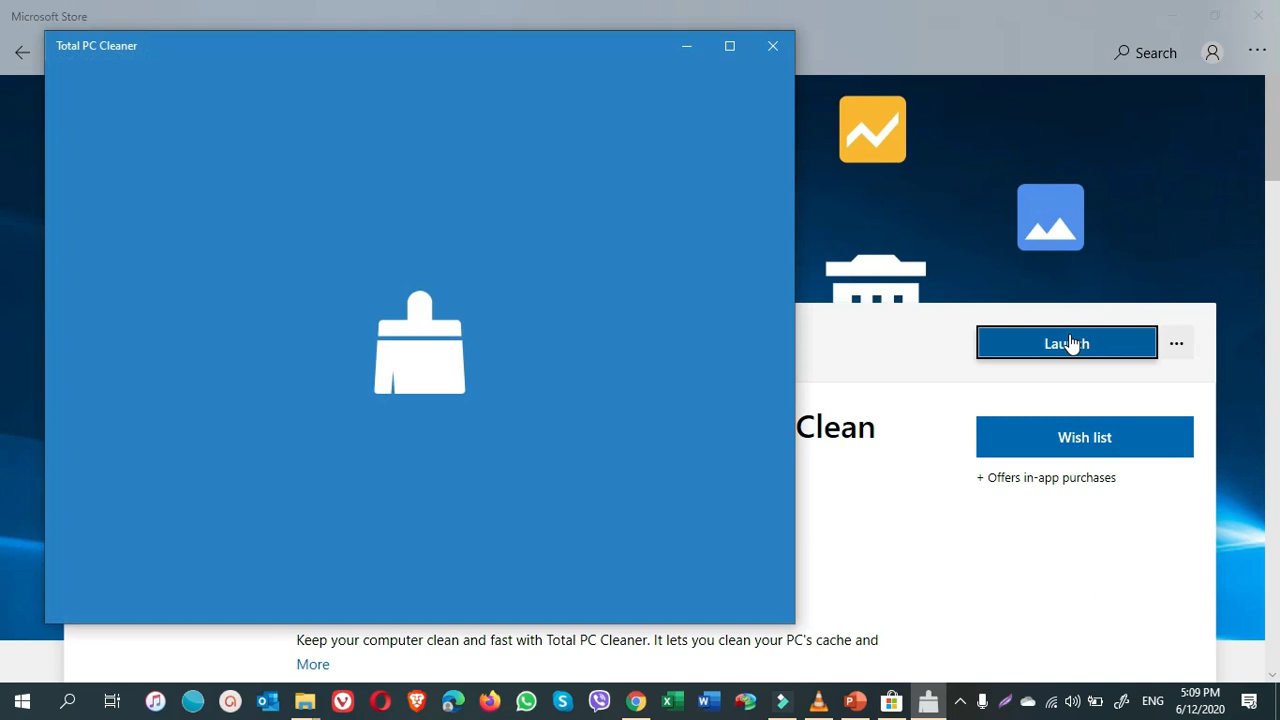 Microsoft Store
Total PC Cleaner
Search
Launch
Clean
Wish list
+ Offers in-app purchases
Keep your computer clean and fast with Total PC Cleaner. It lets you clean your PC's cache and
More
ENG
5:09 PM
6/12/2020